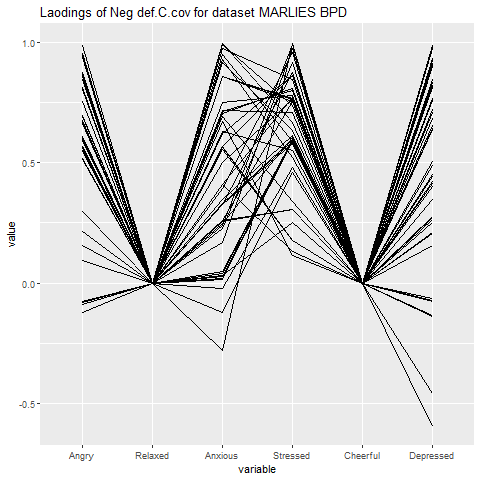 Laodings of Neg def.C.cov for dataset MARLIES BPD
1.0
0.5
0.0
-0.5
value
Angry Relaxed Anxious Stressed Cheerful Depressed
variable